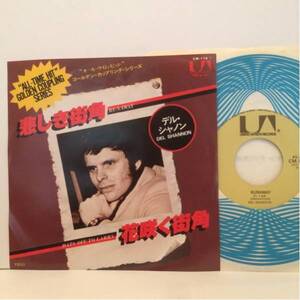 "ALL-TIME HIT"
GOLDEN COUPLING
SERIES
"オール・タイム・ヒット"
ゴールデン・カップリング・シリーズ
悲しき街角
RUNAWAY
デル・シャノン
DEL SHANNON
HATS OFF TO LARRY
花咲く街角
RUNAWAY
DEL SHANNON